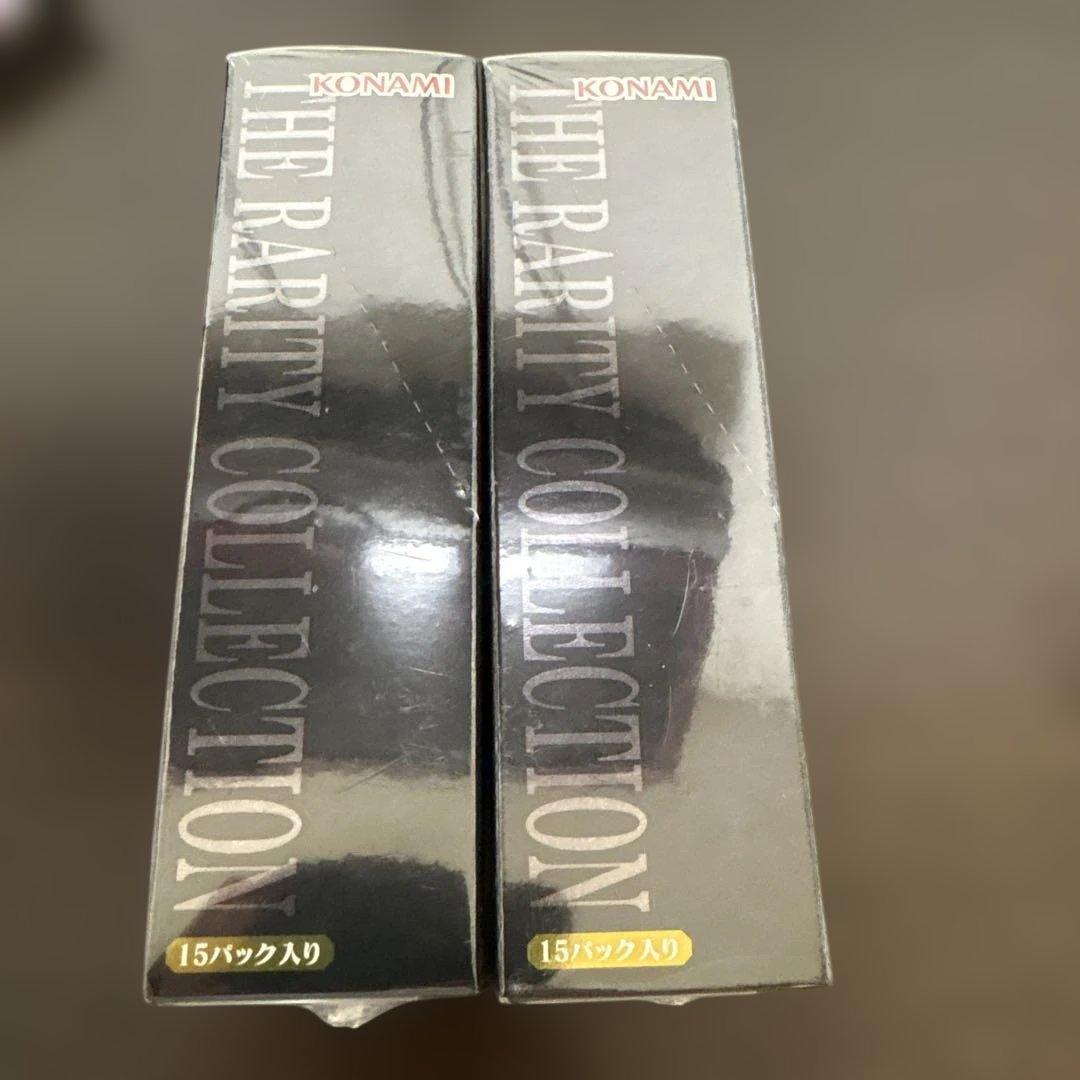 KONAMI
THE RARITY COLLECTION
15パック入り
KONAMI
THE RARITY COLLECTION
15パック入り